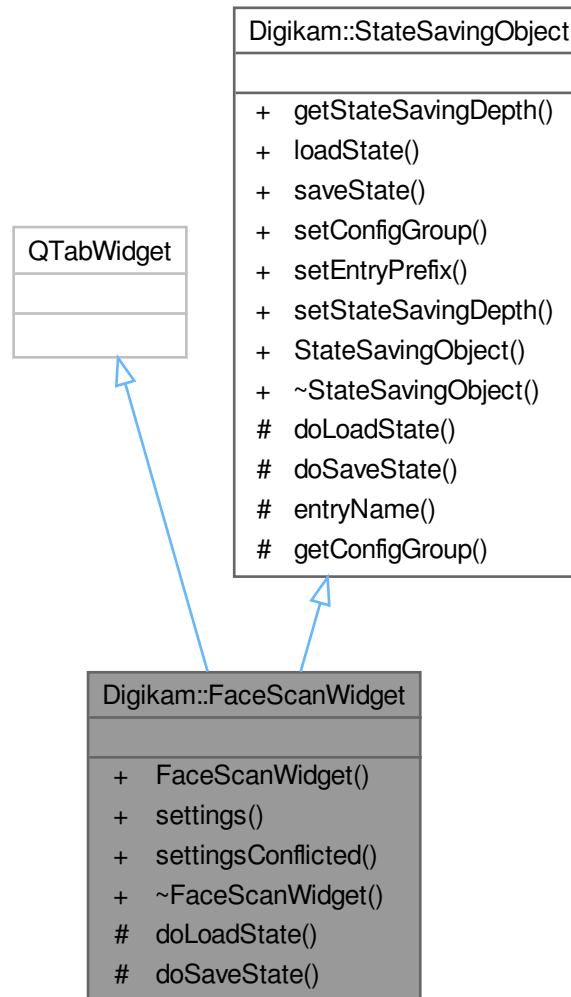 Digikam::StateSavingObject
+ getStateSavingDepth()
+ loadState()
+ saveState()
+ setConfigGroup()
+ setEntryPrefix()
+ setStateSavingDepth()
+ StateSavingObject()
+ ~StateSavingObject()
# doLoadState()
# doSaveState()
# entryName()
# getConfigGroup()
QTabWidget
Digikam::FaceScanWidget
+ FaceScanWidget()
+ settings()
+ settingsConflicted()
+ ~FaceScanWidget()
# doLoadState()
# doSaveState()